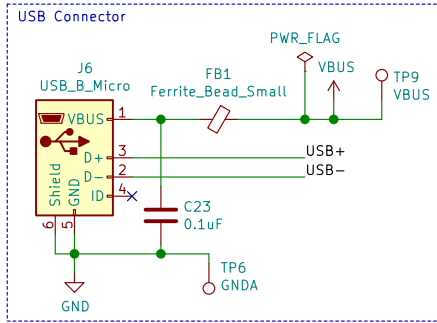 USB Connector
PWR_FLAG
J6
USB_B_Micro
FB1
Ferrite_Bead_Small
VBUS
TP9
VBUS
VBUS
1
D+
3
USB+
D-
2
USB-
ID
4
Shield
GND
6
5
C23
0.1uF
TP6
GNDA
GND